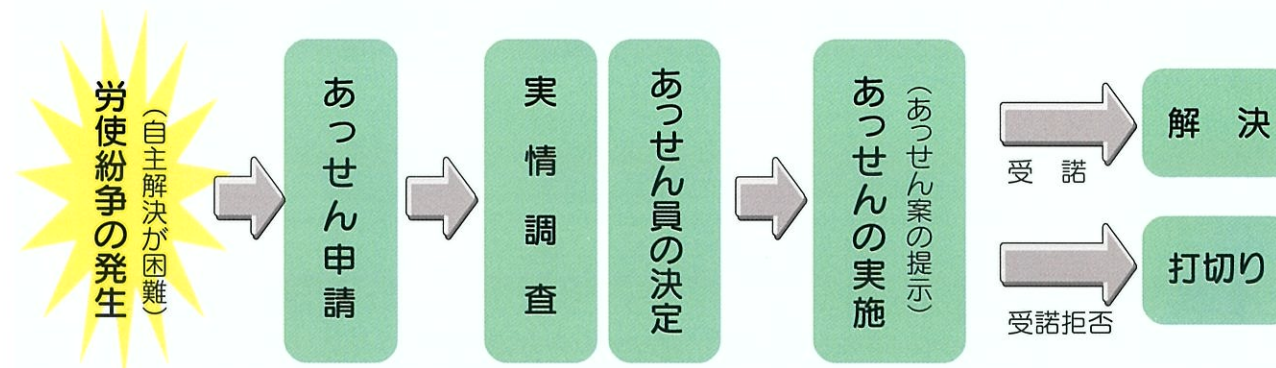 労使紛争の発生
（自主解決が困難）
あっせん申請
実情調査
あっせん員の決定
あっせんの実施
（あっせん案の提示）
受諾
解決
受諾拒否
打切り